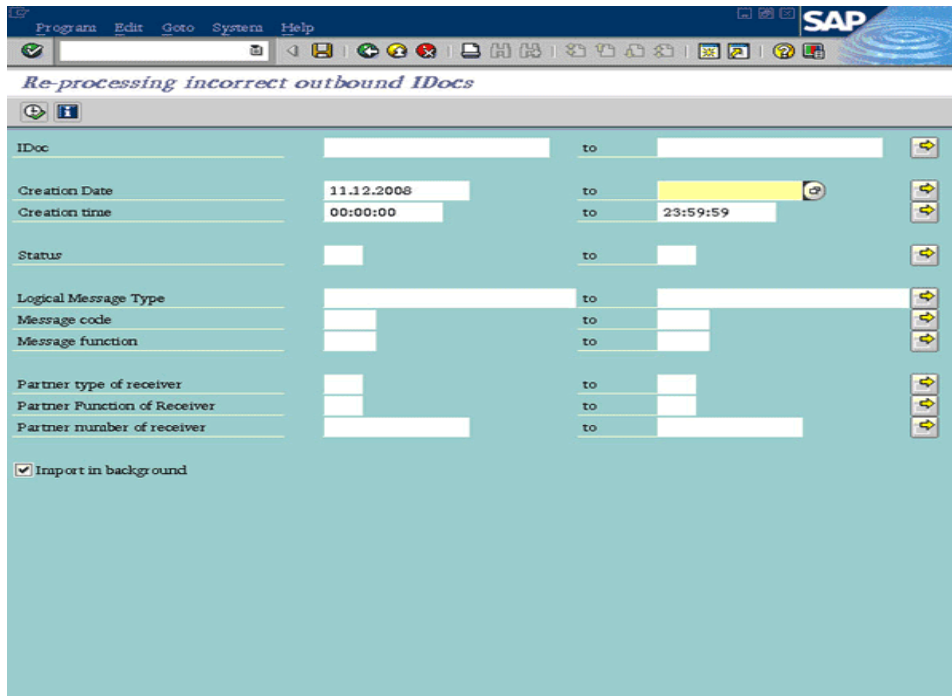 Program Edit Goto System Help
SAP
Re-processing incorrect outbound IDocs
IDoc to
Creation Date 11.12.2008 to
Creation time 00:00:00 to 23:59:59
Status to
Logical Message Type to
Message code to
Message function to
Partner type of receiver to
Partner Function of Receiver to
Partner number of receiver to
Import in background